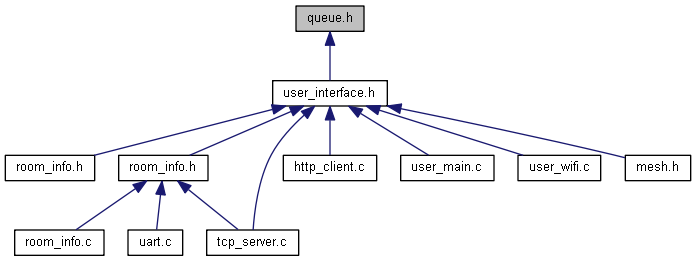 queue.h
user_interface.h
room_info.h
room_info.h
http_client.c
user_main.c
user_wifi.c
mesh.h
room_info.c
uart.c
tcp_server.c